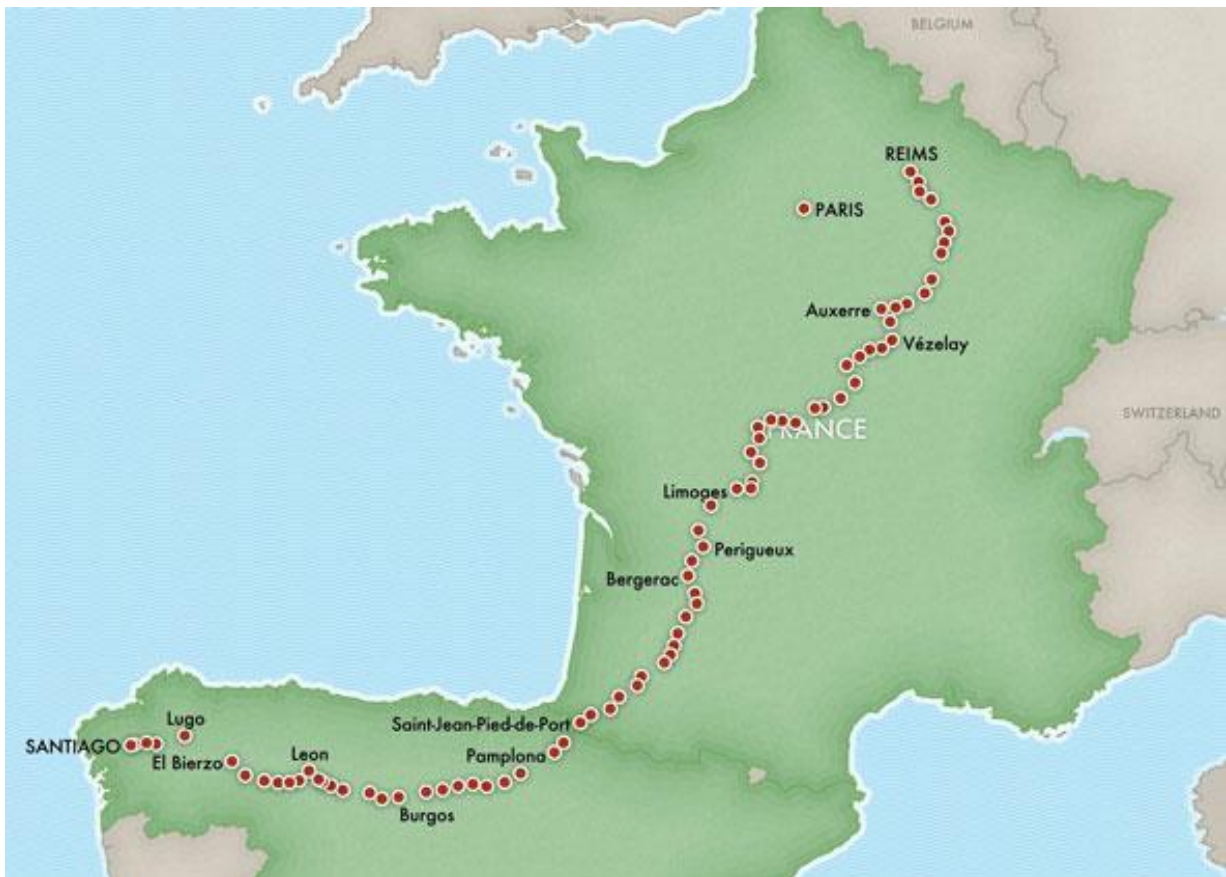 BELGIUM
REIMS
PARIS
Auxerre
Vézelay
SWITZERLAND
FRANCE
Limoges
Perigueux
Bergerac
Lugo
Saint-Jean-Pied-de-Port
SANTIAGO
Leon
Pamplona
El Bierzo
Burgos